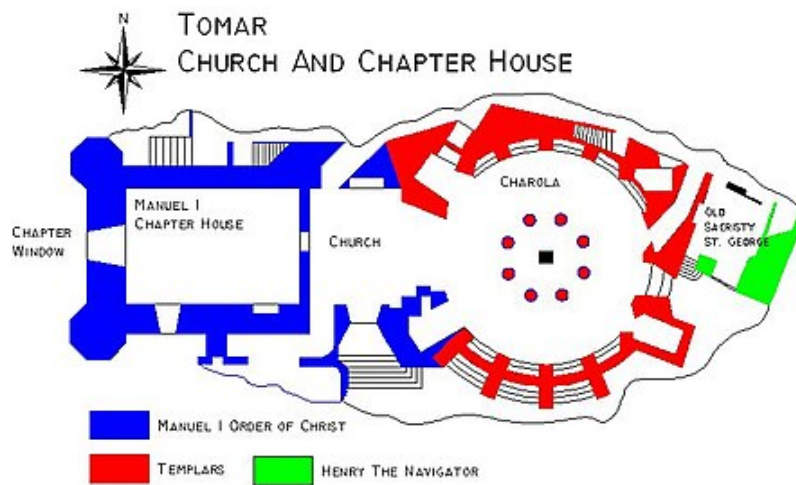 N
TOMAR
CHURCH AND CHAPTER HOUSE
MANUEL I
CHAPTER HOUSE
CHAPTER
WINDOW
CHURCH
CHAROLA
OLD
SACRISTY
ST. GEORGE
MANUEL I ORDER OF CHRIST
TEMPLARS
HENRY THE NAVIGATOR